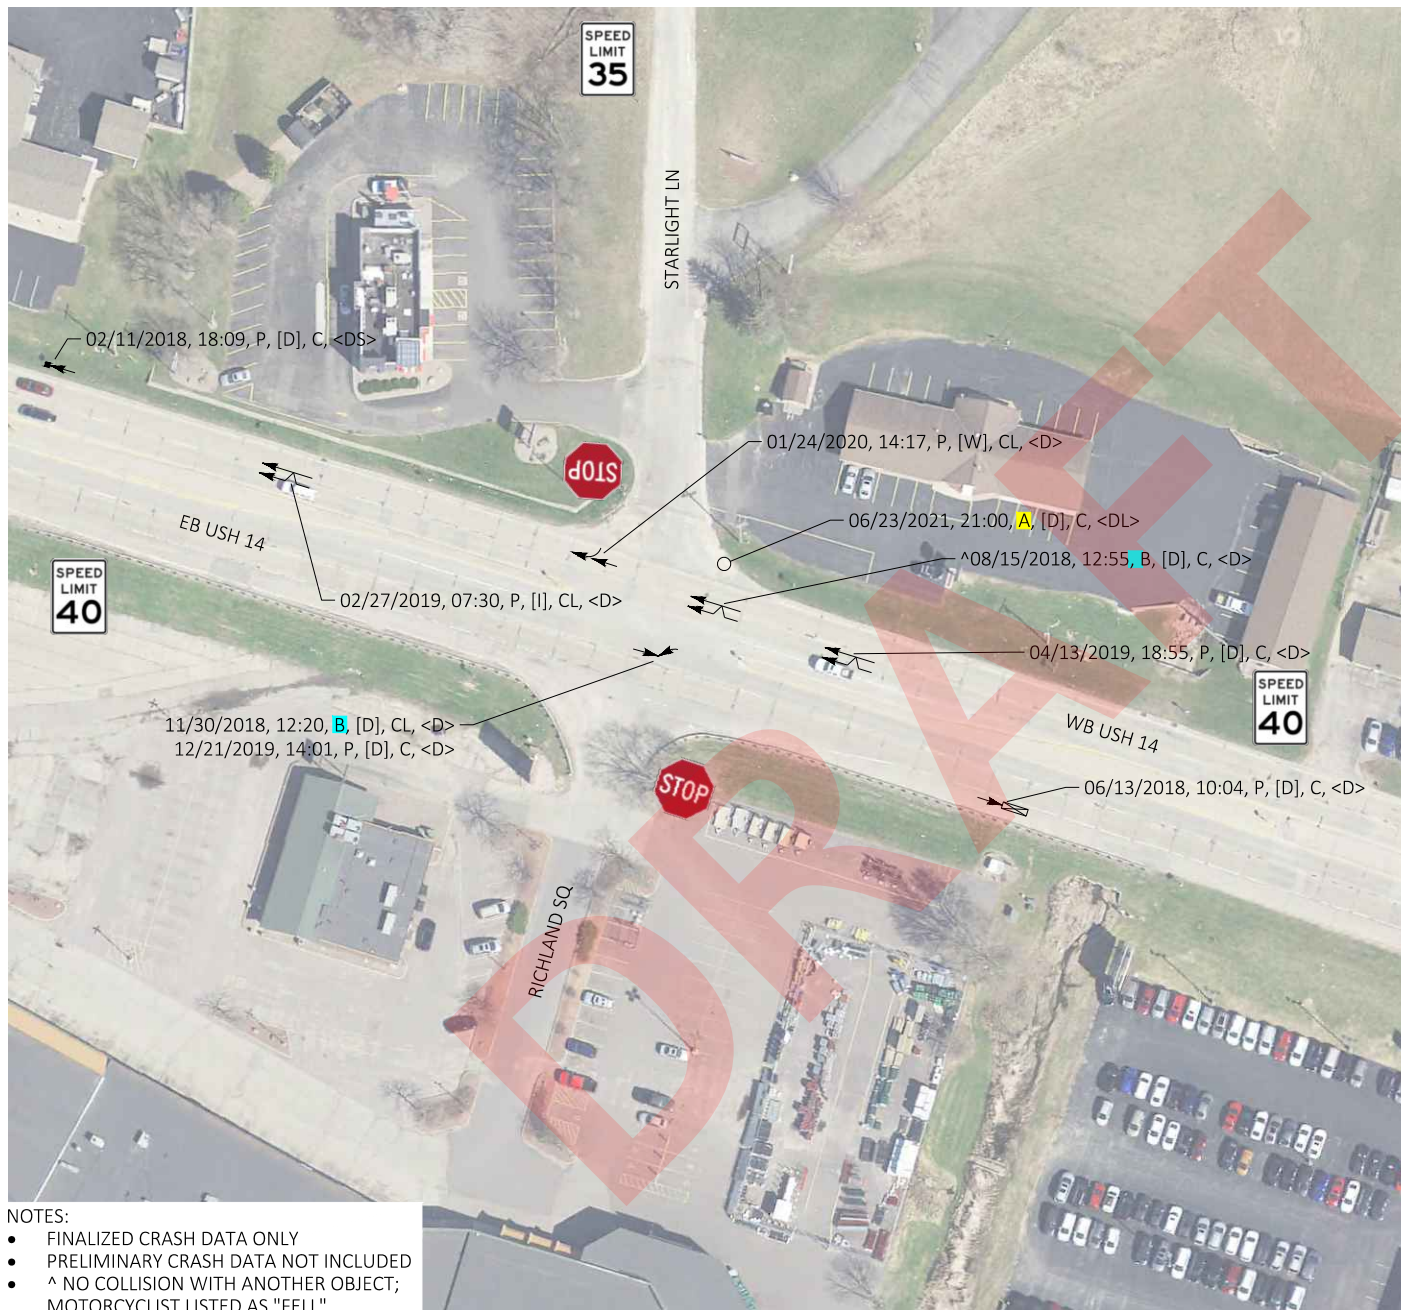 SPEED
LIMIT
35
STARLIGHT LN
02/11/2018, 18:09, P, [D], C, <DS>
01/24/2020, 14:17, P, [W], CL, <D>
STOP
06/23/2021, 21:00, A, [D], C, <DL>
EB USH 14
^08/15/2018, 12:55, B, [D], C, <D>
SPEED
LIMIT
40
02/27/2019, 07:30, P, [I], CL, <D>
04/13/2019, 18:55, P, [D], C, <D>
SPEED
LIMIT
40
11/30/2018, 12:20, B, [D], CL, <D>
12/21/2019, 14:01, P, [D], C, <D>
WB USH 14
STOP
06/13/2018, 10:04, P, [D], C, <D>
RICHLAND SQ
DRAFT
NOTES:
• FINALIZED CRASH DATA ONLY
• PRELIMINARY CRASH DATA NOT INCLUDED
• ^ NO COLLISION WITH ANOTHER OBJECT;
MOTORCYCLIST LISTED AS "FELL"